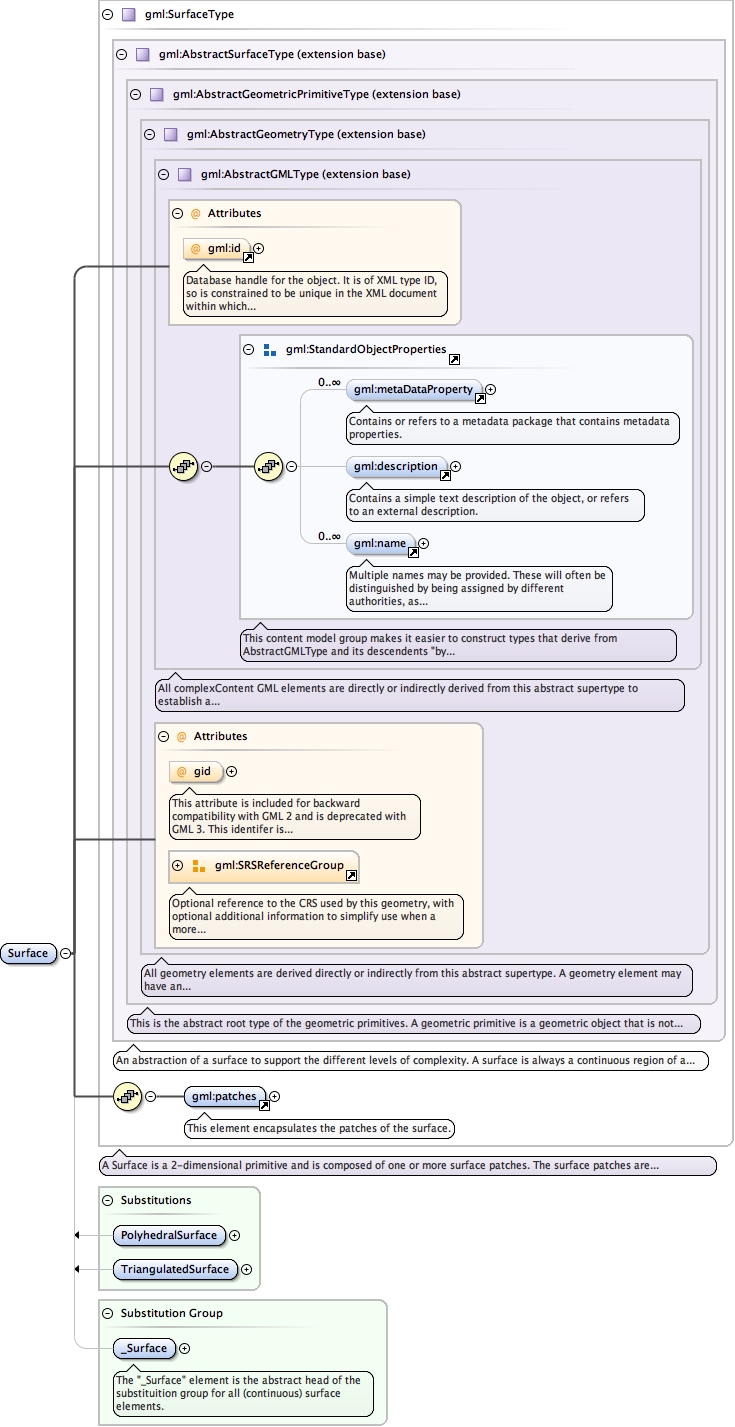 gml:SurfaceType
gml:AbstractSurfaceType (extension base)
gml:AbstractGeometricPrimitiveType (extension base)
gml:AbstractGeometryType (extension base)
gml:AbstractGMLType (extension base)
@ Attributes
@ gml:id
Database handle for the object. It is of XML type ID,
so is constrained to be unique in the XML document
within which...
gml:StandardObjectProperties
0..∞
gml:metaDataProperty
Contains or refers to a metadata package that contains metadata
properties.
gml:description
Contains a simple text description of the object, or refers
to an external description.
0..∞
gml:name
Multiple names may be provided. These will often be
distinguished by being assigned by different
authorities, as...
This content model group makes it easier to construct types that derive from
AbstractGMLType and its descendents "by...
All complexContent GML elements are directly or indirectly derived from this abstract supertype to
establish a...
@ Attributes
@ gid
This attribute is included for backward
compatibility with GML 2 and is deprecated with
GML 3. This identifer is...
gml:SRSReferenceGroup
Optional reference to the CRS used by this geometry, with
optional additional information to simplify use when a
more...
Surface
All geometry elements are derived directly or indirectly from this abstract supertype. A geometry element may
have an...
This is the abstract root type of the geometric primitives. A geometric primitive is a geometric object that is not...
An abstraction of a surface to support the different levels of complexity. A surface is always a continuous region of a...
gml:patches
This element encapsulates the patches of the surface.
A Surface is a 2-dimensional primitive and is composed of one or more surface patches. The surface patches are...
Substitutions
PolyhedralSurface
TriangulatedSurface
Substitution Group
_Surface
The "_Surface" element is the abstract head of the
substituition group for all (continuous) surface
elements.